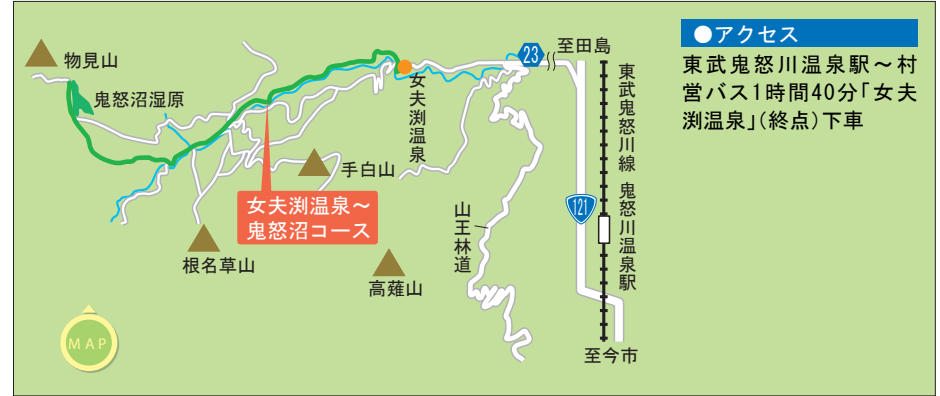 物見山
鬼怒沼湿原
手白山
女夫渕温泉～
鬼怒沼コース
根名草山
高薙山
MAP
女夫渕温泉
山王林道
23
至田島
121
東武鬼怒川線
鬼怒川温泉駅
至今市
●アクセス
東武鬼怒川温泉駅～村
営バス1時間40分「女夫
渕温泉」(終点)下車